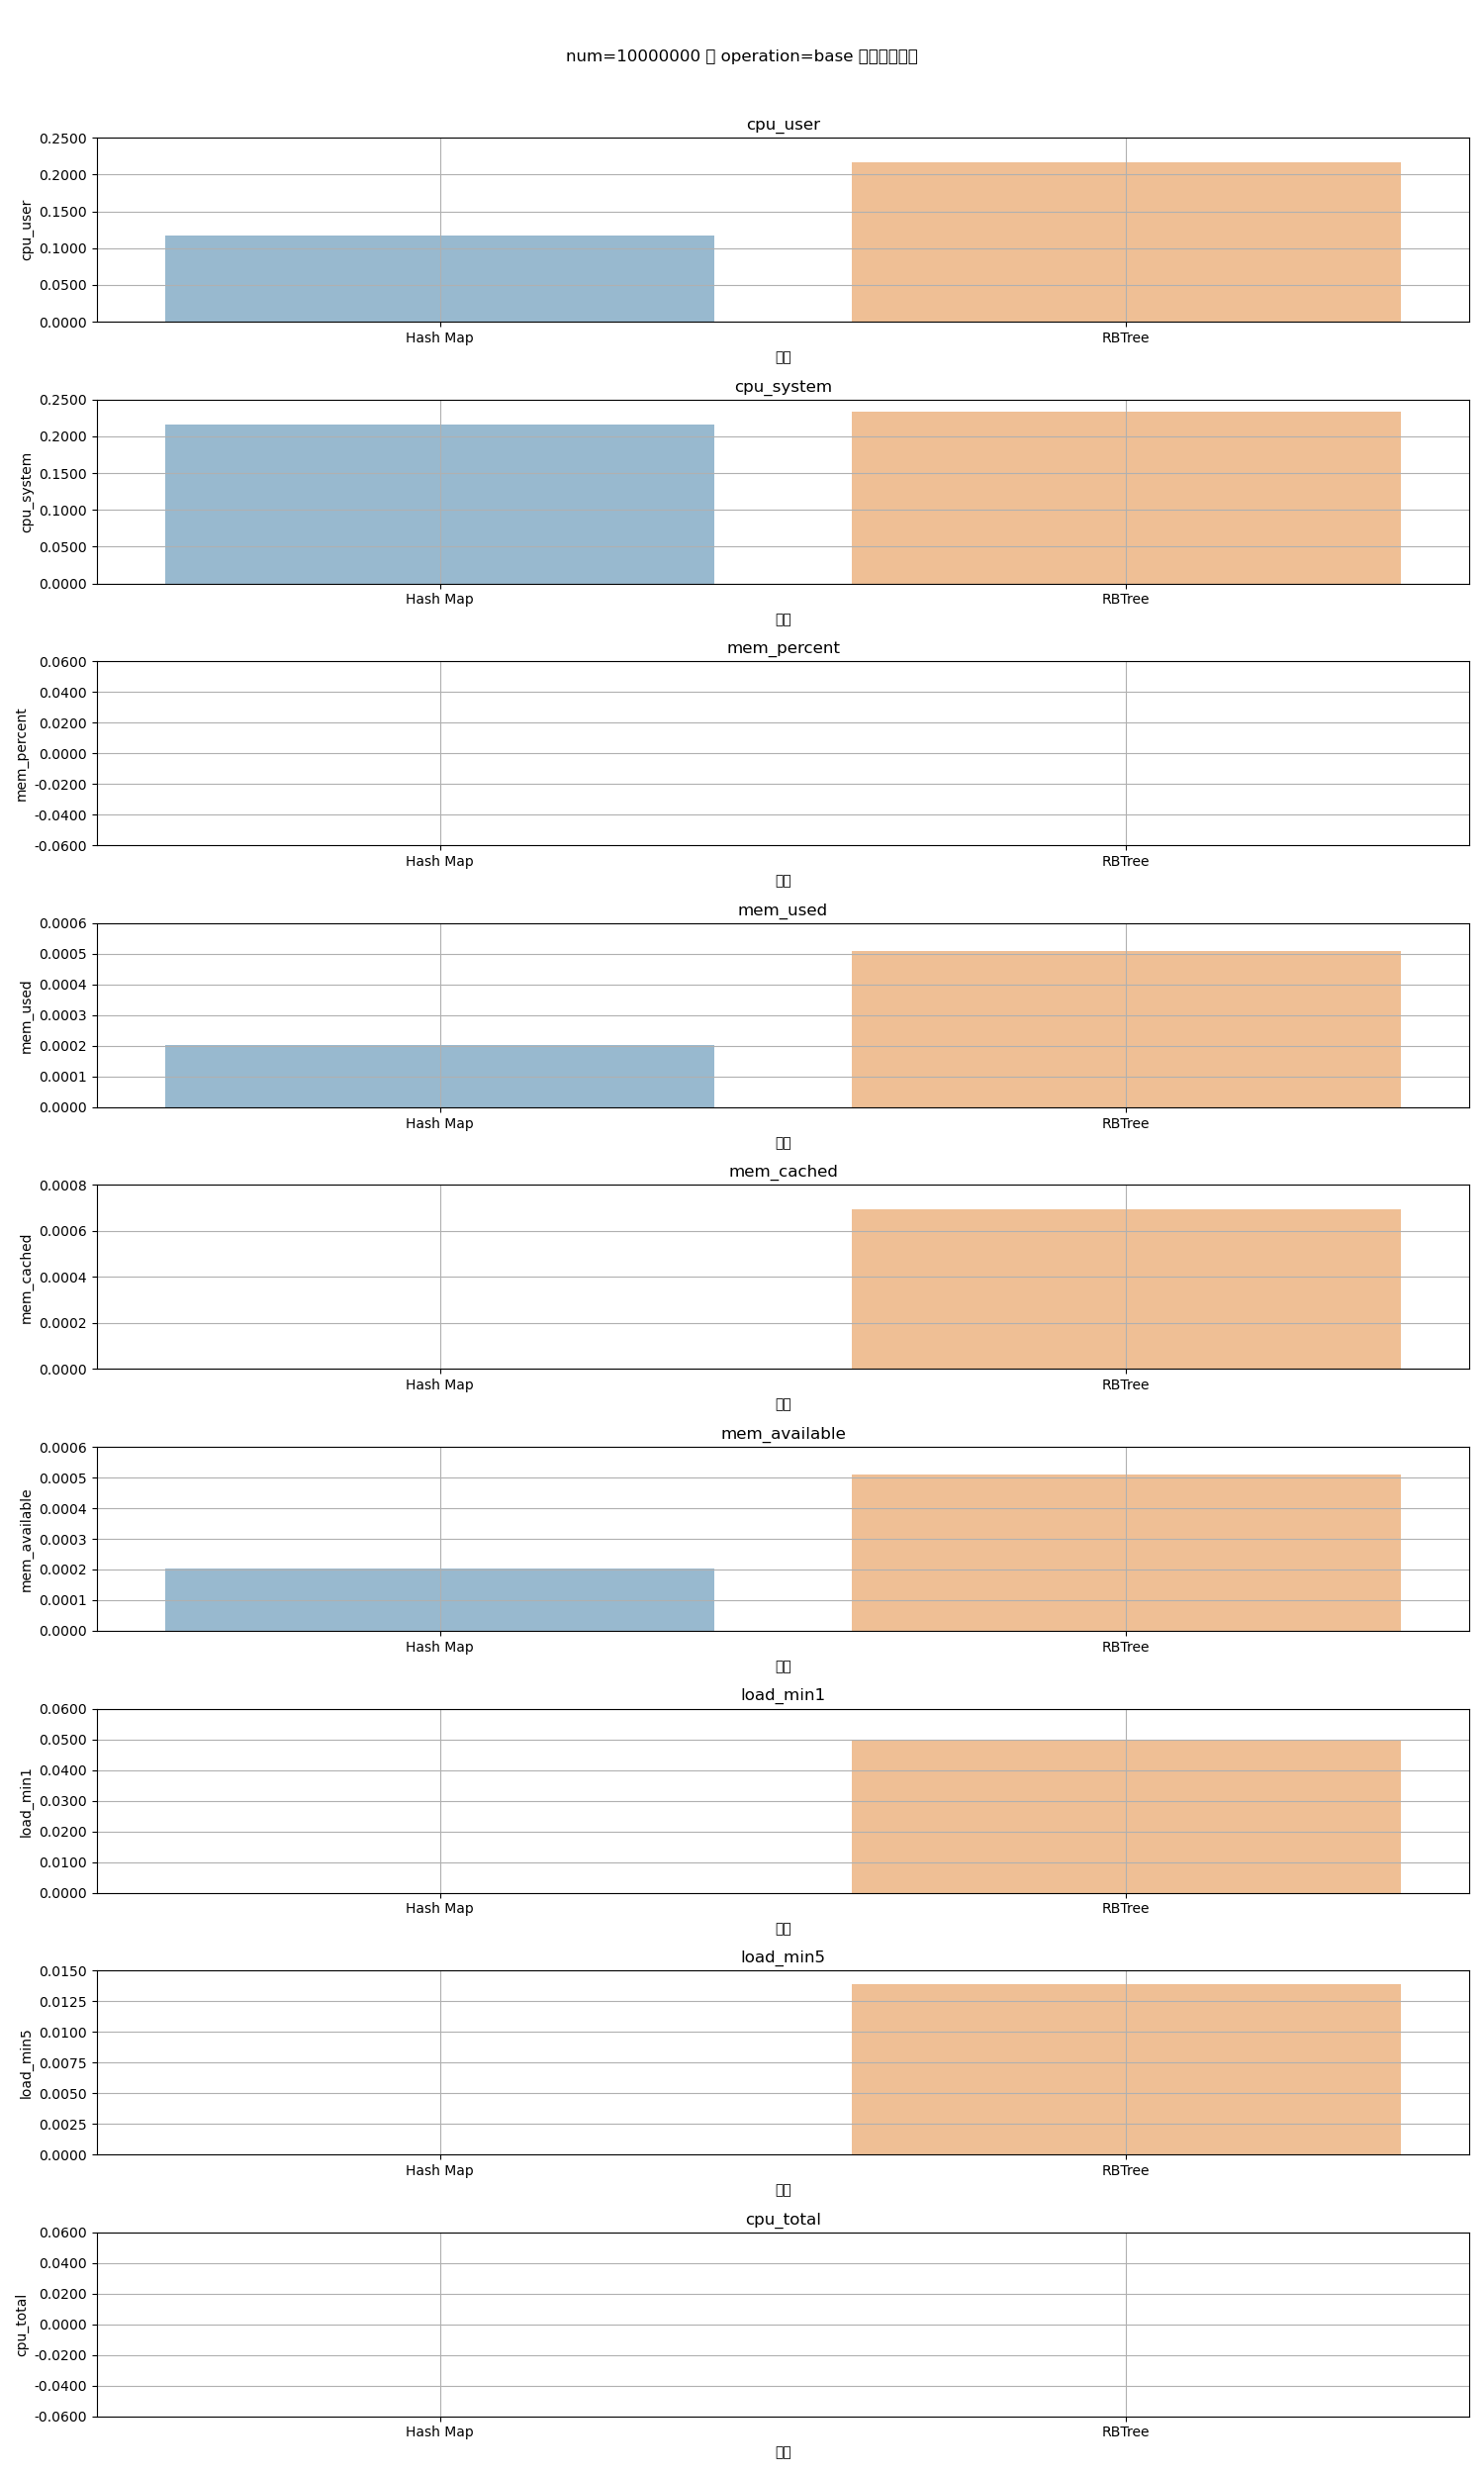 num=10000000 operation=base
cpu_user
cpu_user
0.2500
0.2000
0.1500
0.1000
0.0500
0.0000
Hash Map RBTree
cpu_system
cpu_system
0.2500
0.2000
0.1500
0.1000
0.0500
0.0000
Hash Map RBTree
mem_percent
mem_percent
0.0600
0.0400
0.0200
0.0000
-0.0200
-0.0400
-0.0600
Hash Map RBTree
mem_used
mem_used
0.0006
0.0005
0.0004
0.0003
0.0002
0.0001
0.0000
Hash Map RBTree
mem_cached
mem_cached
0.0008
0.0006
0.0004
0.0002
0.0000
Hash Map RBTree
mem_available
mem_available
0.0006
0.0005
0.0004
0.0003
0.0002
0.0001
0.0000
Hash Map RBTree
load_min1
load_min1
0.0600
0.0500
0.0400
0.0300
0.0200
0.0100
0.0000
Hash Map RBTree
load_min5
load_min5
0.0150
0.0125
0.0100
0.0075
0.0050
0.0025
0.0000
Hash Map RBTree
cpu_total
cpu_total
0.0600
0.0400
0.0200
0.0000
-0.0200
-0.0400
-0.0600
Hash Map RBTree